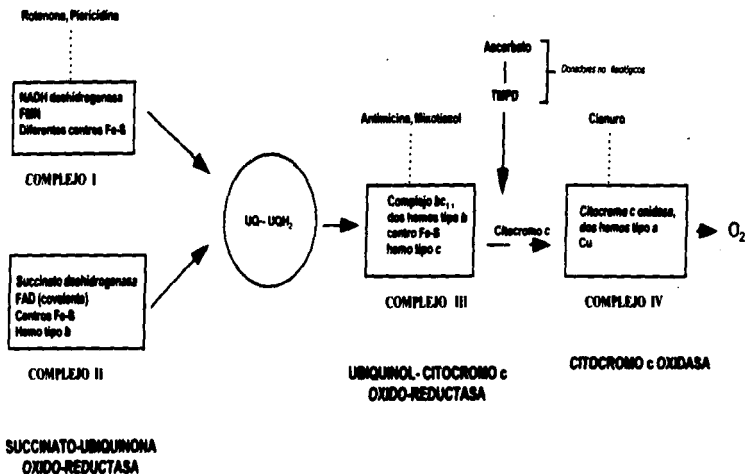 Rotenona, Piericidina
NADH deshidrogenasa
FMN
Diferentes centros Fe-S
COMPLEJO I
Succinato deshidrogenasa
FAD (covalente)
Centros Fe-S
Hemo tipo b
COMPLEJO II
SUCCINATO-UBIQUINONA
OXIDO-REDUCTASA
UQ-- UQH₂
Antimicina, Mixotiazol
Complejo bc₁,
dos hemos tipo b
centro Fe-S
hemo tipo c
COMPLEJO III
UBIQUINOL- CITOCROMO c
OXIDO-REDUCTASA
Ascorbato
TMPD
Donadores no fisiológicos
Citocromo c
Cianuro
Citocromo c oxidasa,
dos hemos tipo a
Cu
COMPLEJO IV
CITOCROMO c OXIDASA
O₂